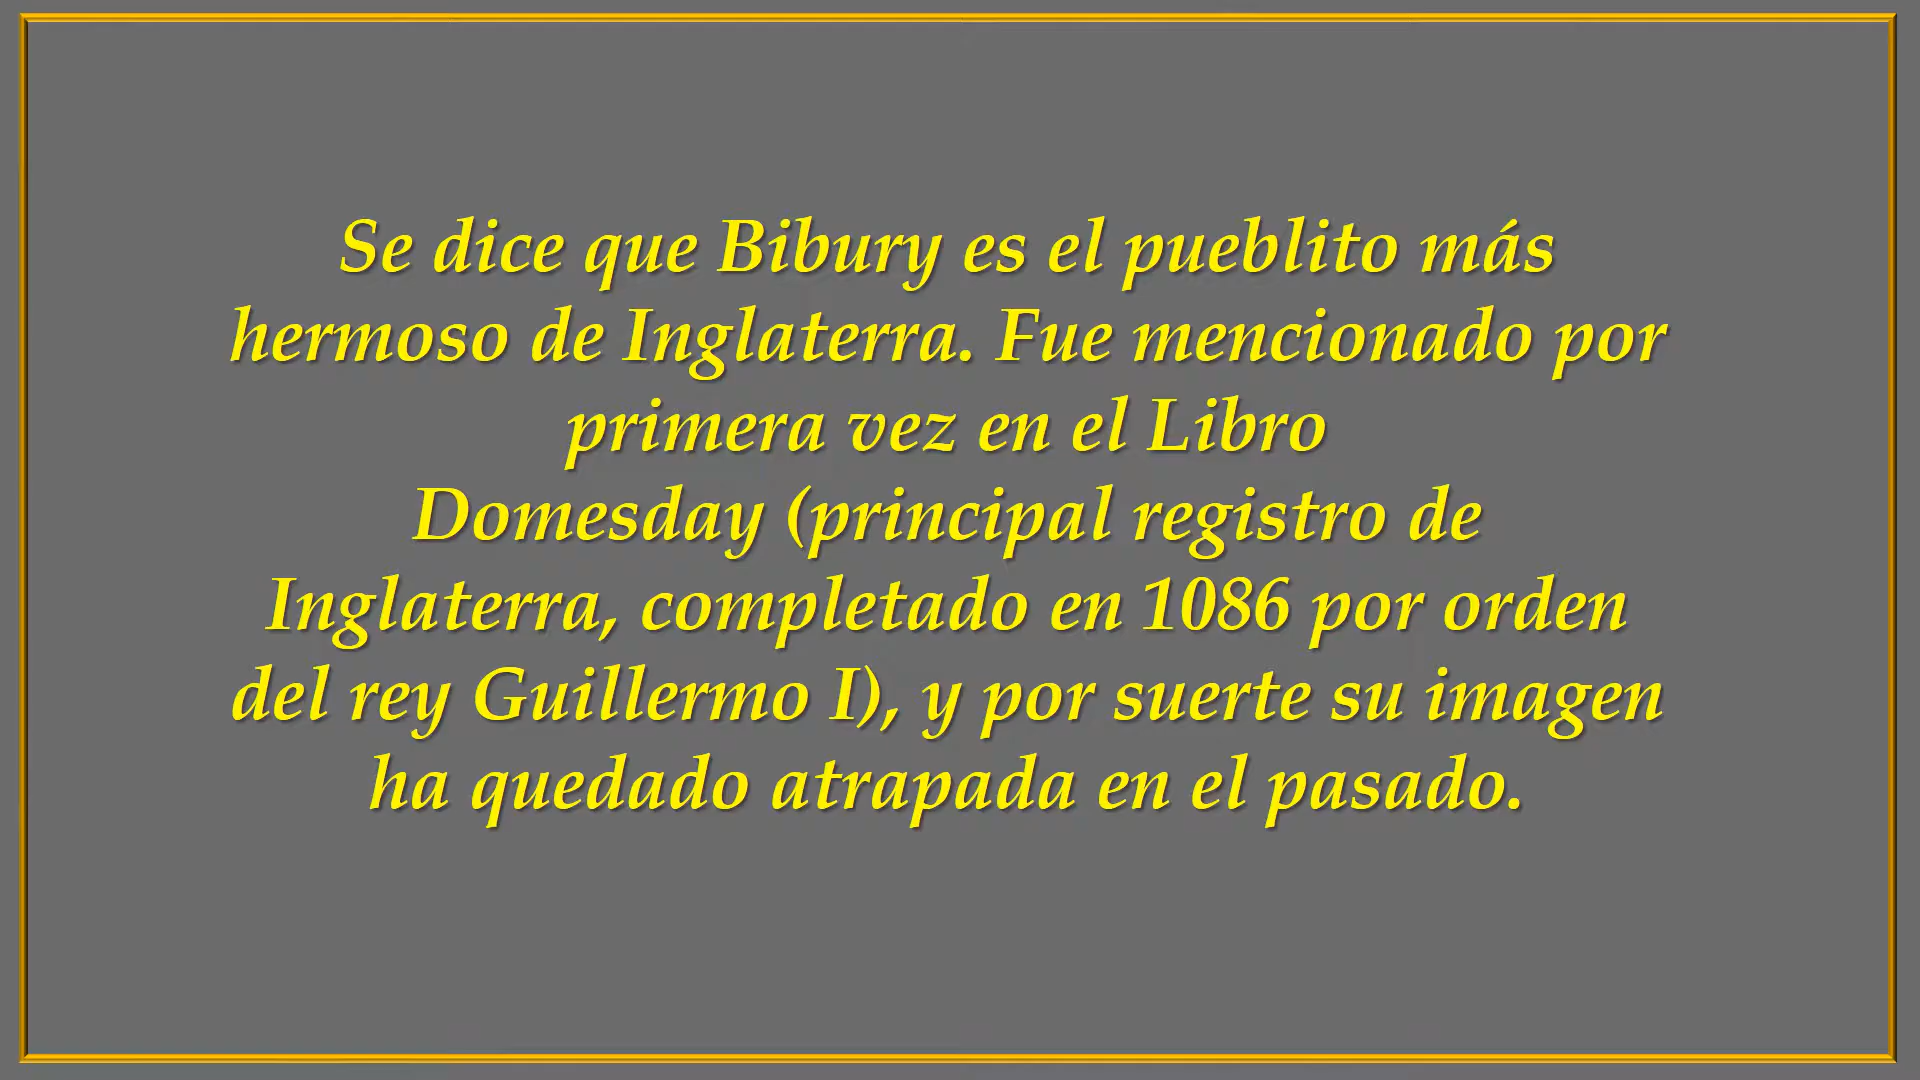 Se dice que Bibury es el pueblito más
hermoso de Inglaterra. Fue mencionado por
primera vez en el Libro
Domesday (principal registro de
Inglaterra, completado en 1086 por orden
del rey Guillermo I), y por suerte su imagen
ha quedado atrapada en el pasado.